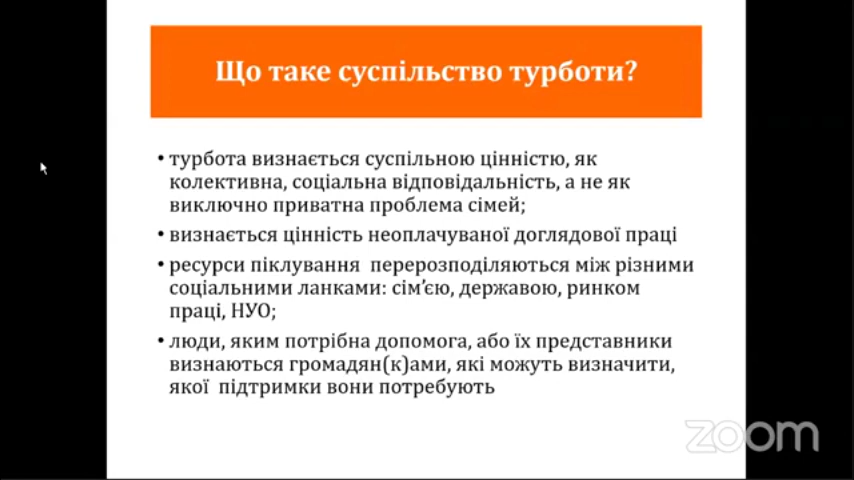 Що таке суспільство турботи?
• турбота визнається суспільною цінністю, як
колективна, соціальна відповідальність, а не як
виключно приватна проблема сімей;
• визнається цінність неоплачуваної доглядової праці
• ресурси піклування  перерозподіляються між різними
соціальними ланками: сім’єю, державою, ринком
праці, НУО;
• люди, яким потрібна допомога, або їх представники
визнаються громадян(к)ами, які можуть визначити,
якої  підтримки вони потребують
zoom